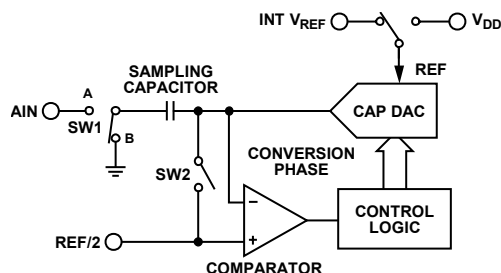 INT VREF
VDD
REF
SAMPLING
CAPACITOR
CAP DAC
AIN
A
SW1
B
SW2
CONVERSION
PHASE
CONTROL
LOGIC
−
+
REF/2
COMPARATOR